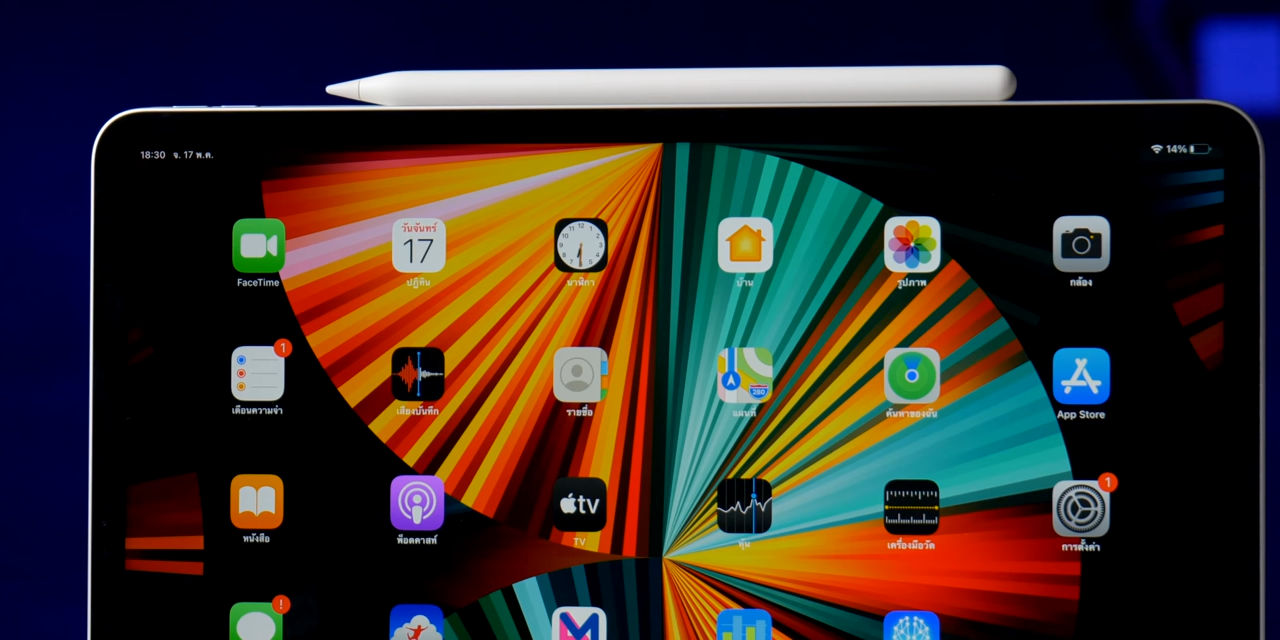 18:30 จ. 17 พ.ค.
14%
วันจันทร์
17
FaceTime
ปฏิทิน
นาฬิกา
บ้าน
รูปภาพ
กล้อง
1
280
เตือนความจำ
เสียงบันทึก
รายชื่อ
แผนที่
ค้นหาของฉัน
App Store
tv
1
หนังสือ
พ็อดคาสท์
TV
หุ้น
เครื่องมือวัด
การตั้งค่า
!